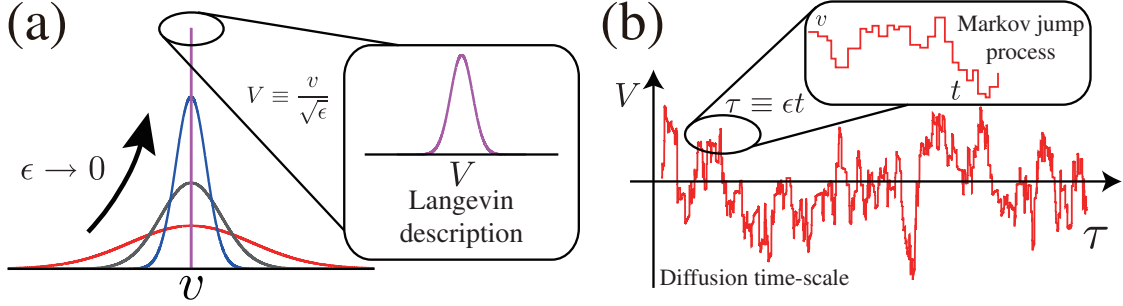 (a)
ϵ → 0
v
V ≡ v/√ϵ
V
Langevin
description
(b)
V
τ ≡ ϵt
v
Markov jump
process
t
τ
Diffusion time-scale